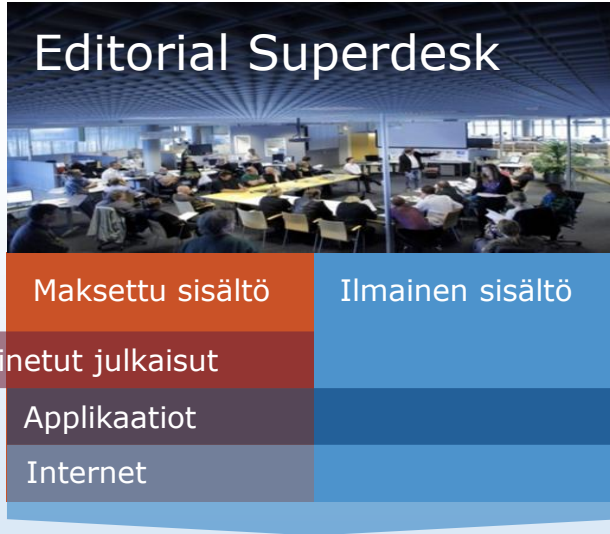 Editorial Superdesk
Maksettu sisältö
Ilmainen sisältö
inetut julkaisut
Applikaatiot
Internet